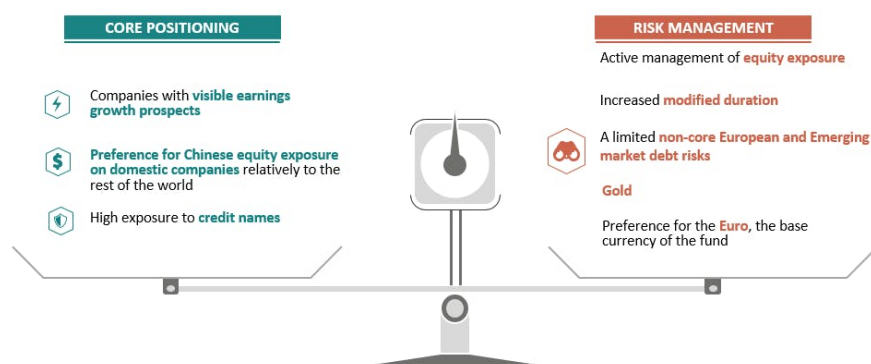 CORE POSITIONING
Companies with visible earnings
growth prospects
$
Preference for Chinese equity exposure
on domestic companies relatively to the
rest of the world
High exposure to credit names
RISK MANAGEMENT
Active management of equity exposure
Increased modified duration
A limited non-core European and Emerging
market debt risks
Gold
Preference for the Euro, the base
currency of the fund